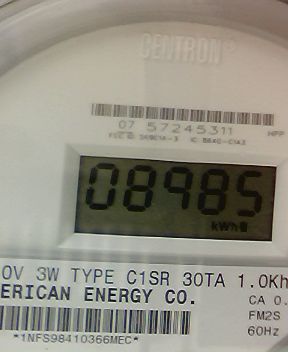 CENTRON®
07 57245311
HPP
08985
kWh
0V 3W TYPE C1SR 30TA 1.0Kh
ERICAN ENERGY CO.
CA 0.
FM2S
60Hz
*1NFS98410366MEC*